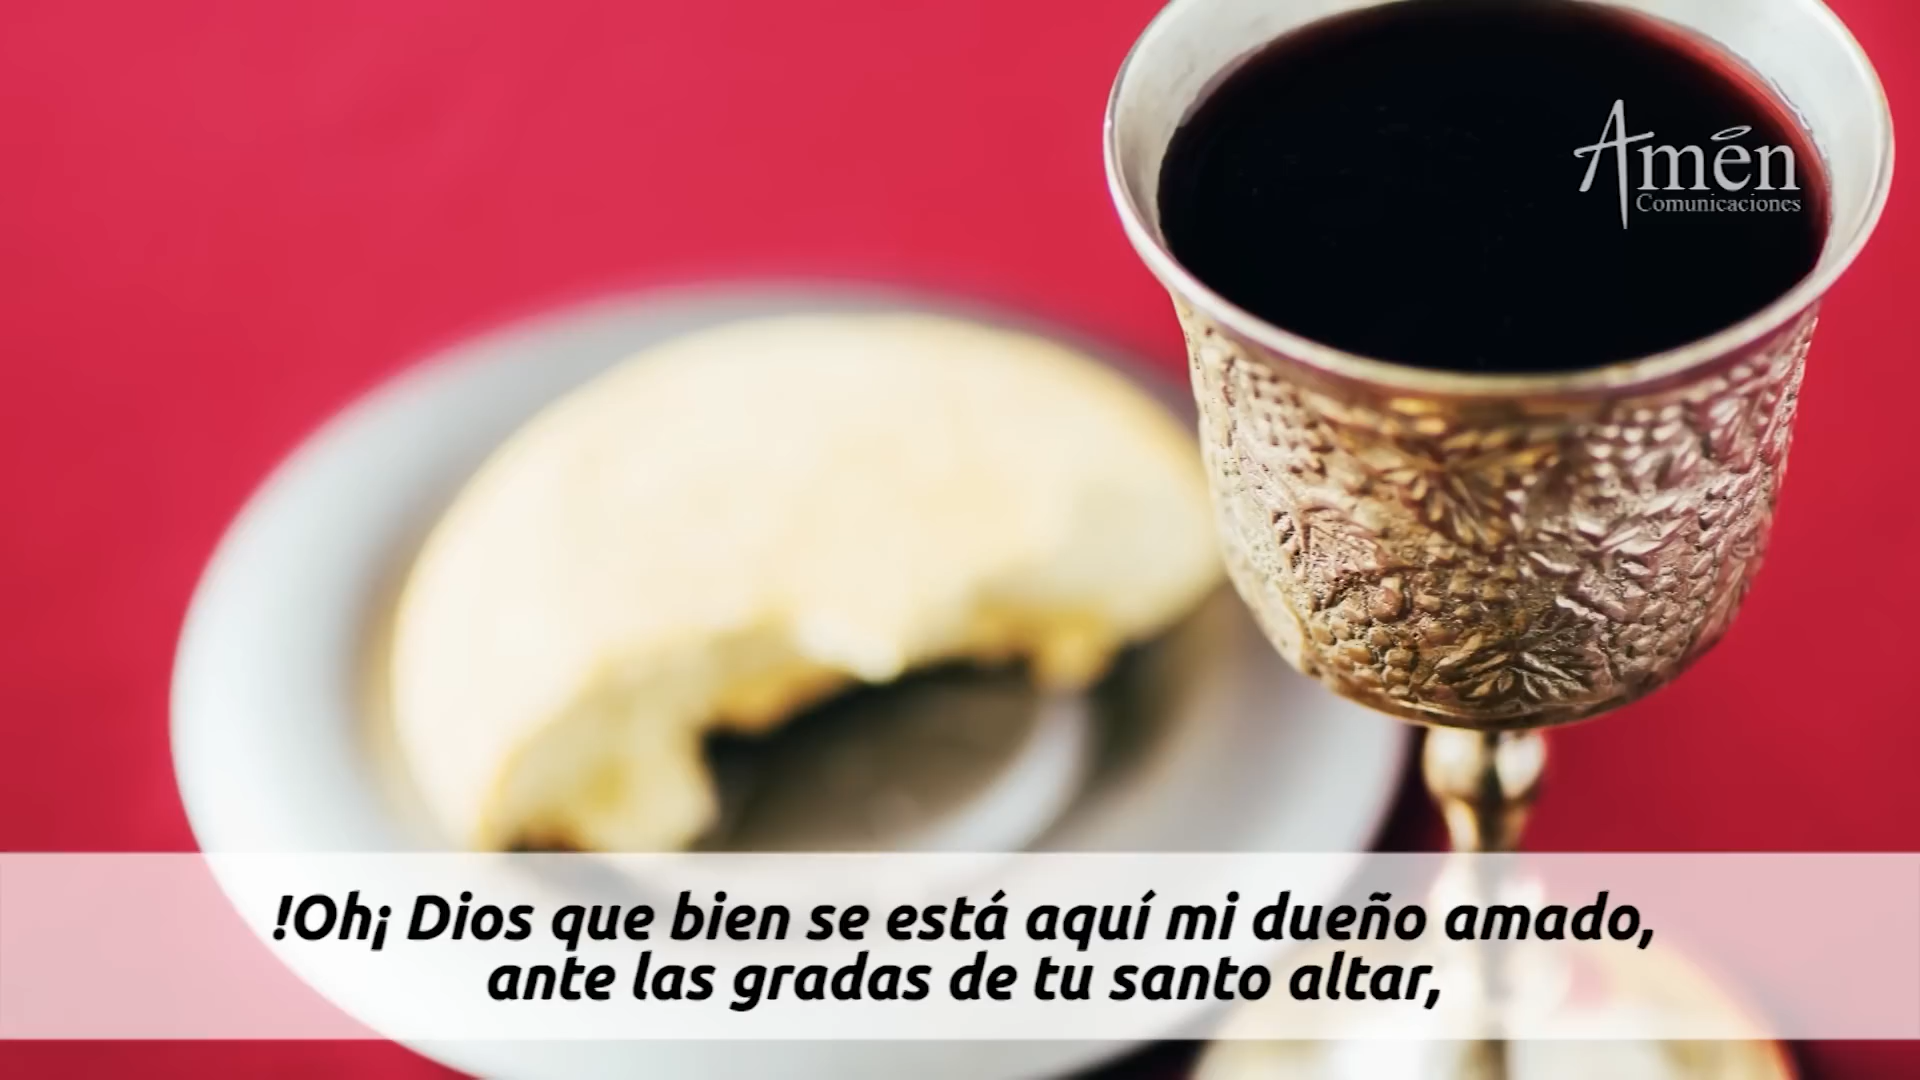 Amén
Comunicaciones
!Oh¡ Dios que bien se está aquí mi dueño amado,
ante las gradas de tu santo altar,